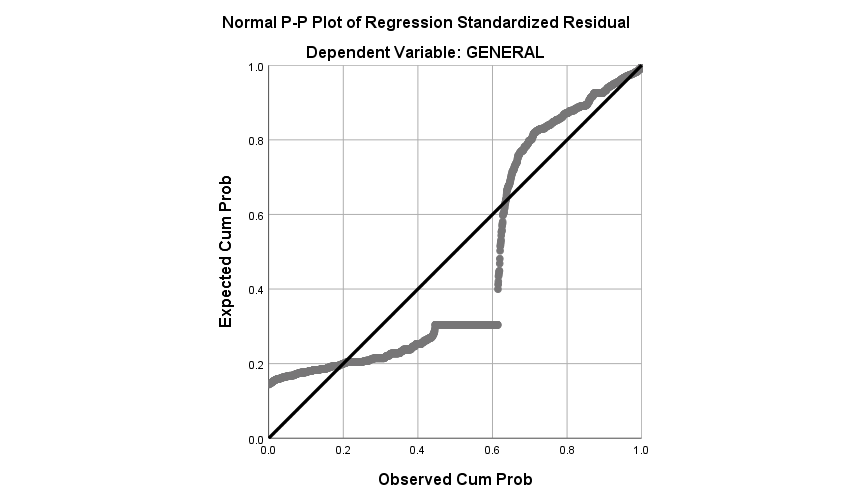 Normal P-P Plot of Regression Standardized Residual
Dependent Variable: GENERAL
1.0
0.8
0.6
0.4
0.2
0.0
Expected Cum Prob
0.0 0.2 0.4 0.6 0.8 1.0
Observed Cum Prob